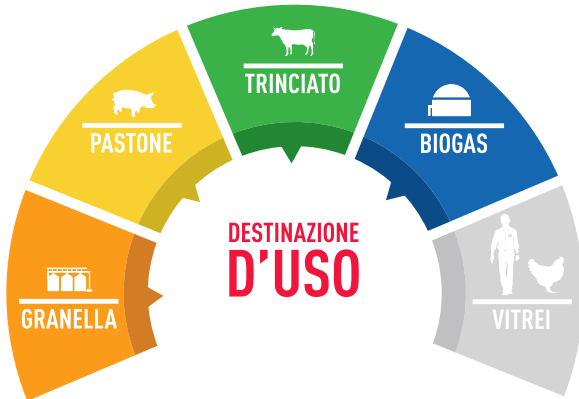 GRANELLA
PASTONE
TRINCIATO
BIOGAS
VITREI
DESTINAZIONE
D'USO